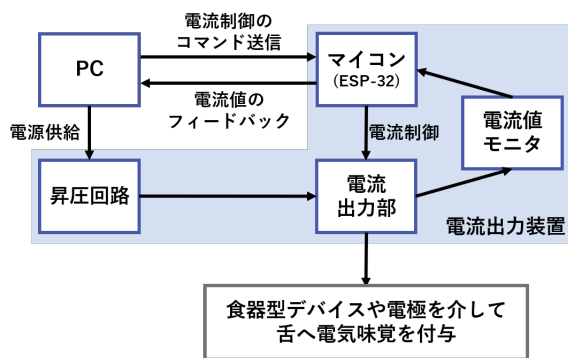 電流制御の
コマンド送信
PC
マイコン
(ESP-32)
電流値の
フィードバック
電源供給
電流制御
電流値
モニタ
昇圧回路
電流
出力部
電流出力装置
食器型デバイスや電極を介して
舌へ電気味覚を付与